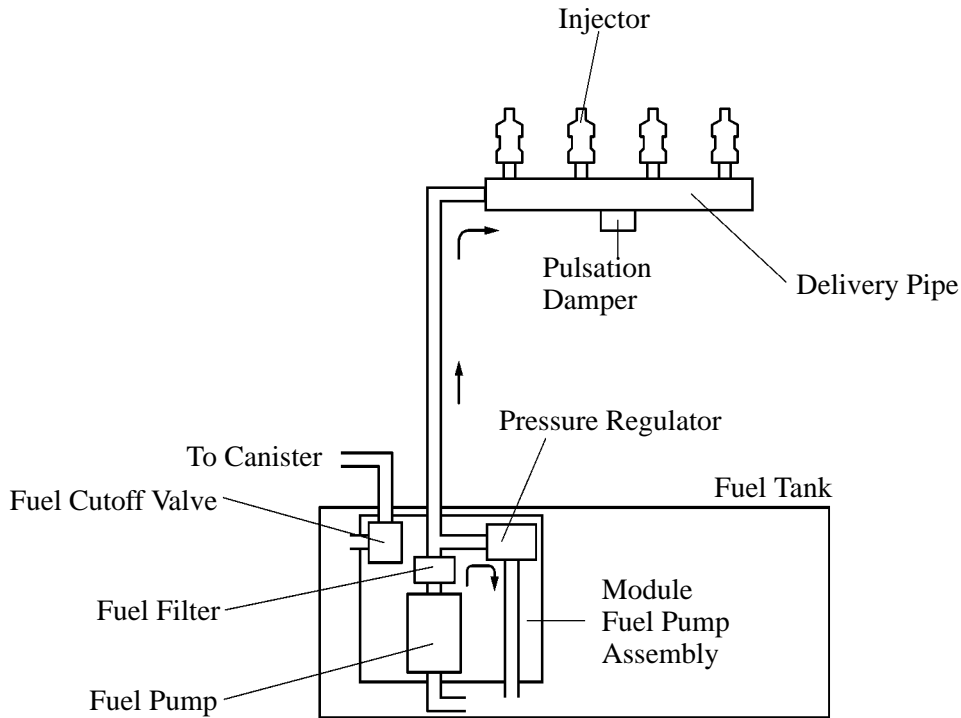 Injector
Pulsation
Damper
Delivery Pipe
Pressure Regulator
To Canister
Fuel Tank
Fuel Cutoff Valve
Fuel Filter
Module
Fuel Pump
Assembly
Fuel Pump